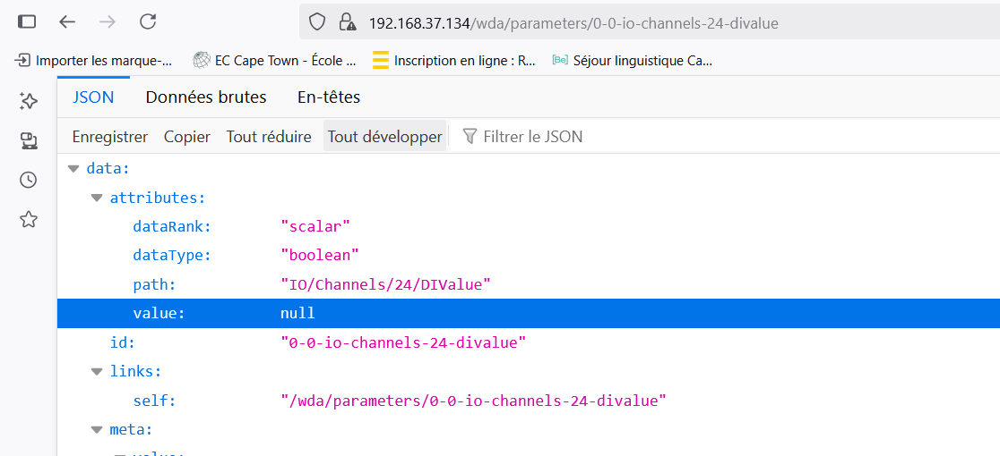 192.168.37.134/wda/parameters/0-0-io-channels-24-divalue
Importer les marque-... EC Cape Town - École ... Inscription en ligne : R... [Be] Séjour linguistique Ca...
JSON Données brutes En-têtes
Enregistrer Copier Tout réduire Tout développer Filtrer le JSON
data:
attributes:
dataRank: "scalar"
dataType: "boolean"
path: "IO/Channels/24/DIValue"
value: null
id: "0-0-io-channels-24-divalue"
links:
self: "/wda/parameters/0-0-io-channels-24-divalue"
meta: